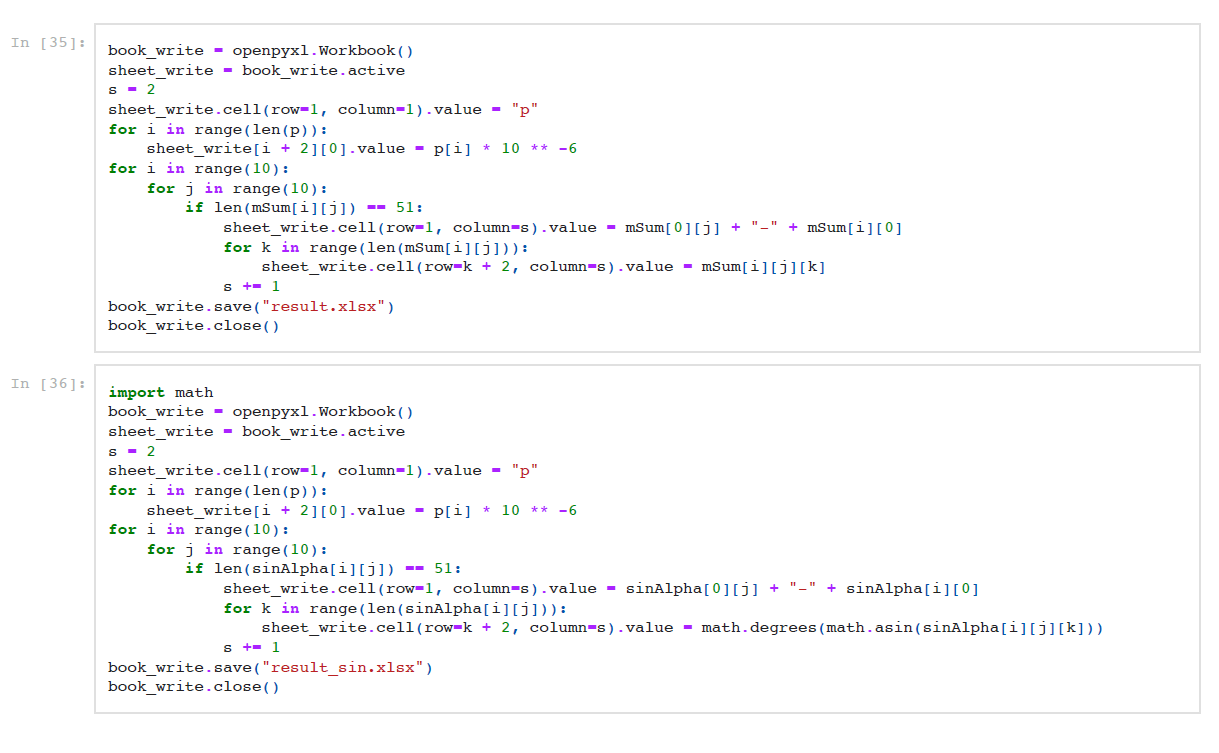 In [35]:
book_write = openpyxl.Workbook()
sheet_write = book_write.active
s = 2
sheet_write.cell(row=1, column=1).value = "p"
for i in range(len(p)):
    sheet_write[i + 2][0].value = p[i] * 10 ** -6
for i in range(10):
    for j in range(10):
        if len(mSum[i][j]) == 51:
            sheet_write.cell(row=1, column=s).value = mSum[0][j] + "-" + mSum[i][0]
            for k in range(len(mSum[i][j])):
                sheet_write.cell(row=k + 2, column=s).value = mSum[i][j][k]
            s += 1
book_write.save("result.xlsx")
book_write.close()
In [36]:
import math
book_write = openpyxl.Workbook()
sheet_write = book_write.active
s = 2
sheet_write.cell(row=1, column=1).value = "p"
for i in range(len(p)):
    sheet_write[i + 2][0].value = p[i] * 10 ** -6
for i in range(10):
    for j in range(10):
        if len(sinAlpha[i][j]) == 51:
            sheet_write.cell(row=1, column=s).value = sinAlpha[0][j] + "-" + sinAlpha[i][0]
            for k in range(len(sinAlpha[i][j])):
                sheet_write.cell(row=k + 2, column=s).value = math.degrees(math.asin(sinAlpha[i][j][k]))
            s += 1
book_write.save("result_sin.xlsx")
book_write.close()